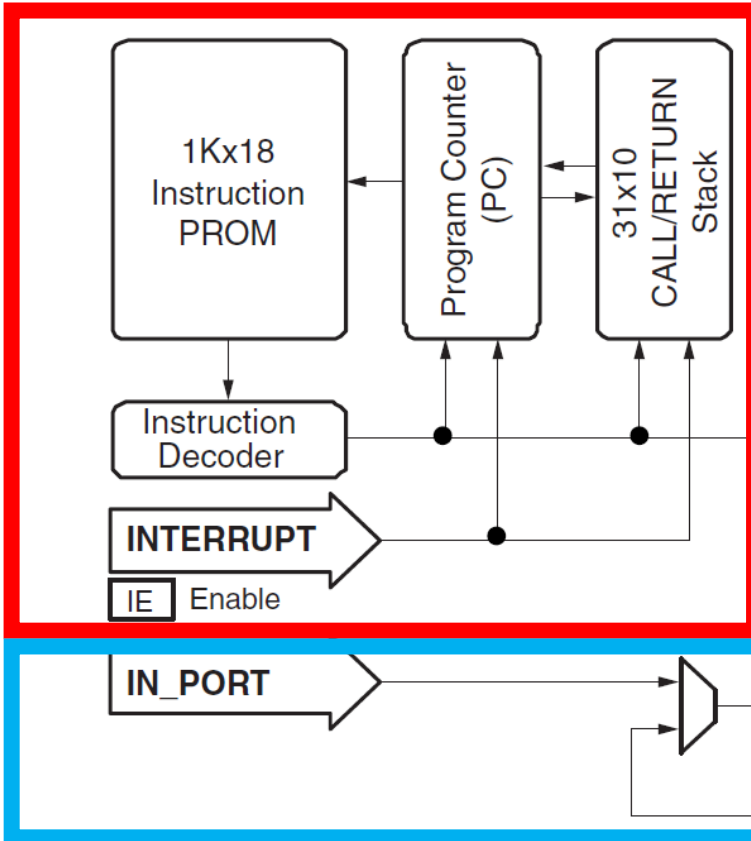 1Kx18
Instruction
PROM
Program Counter
(PC)
31x10
CALL/RETURN
Stack
Instruction
Decoder
INTERRUPT
IE Enable
IN_PORT